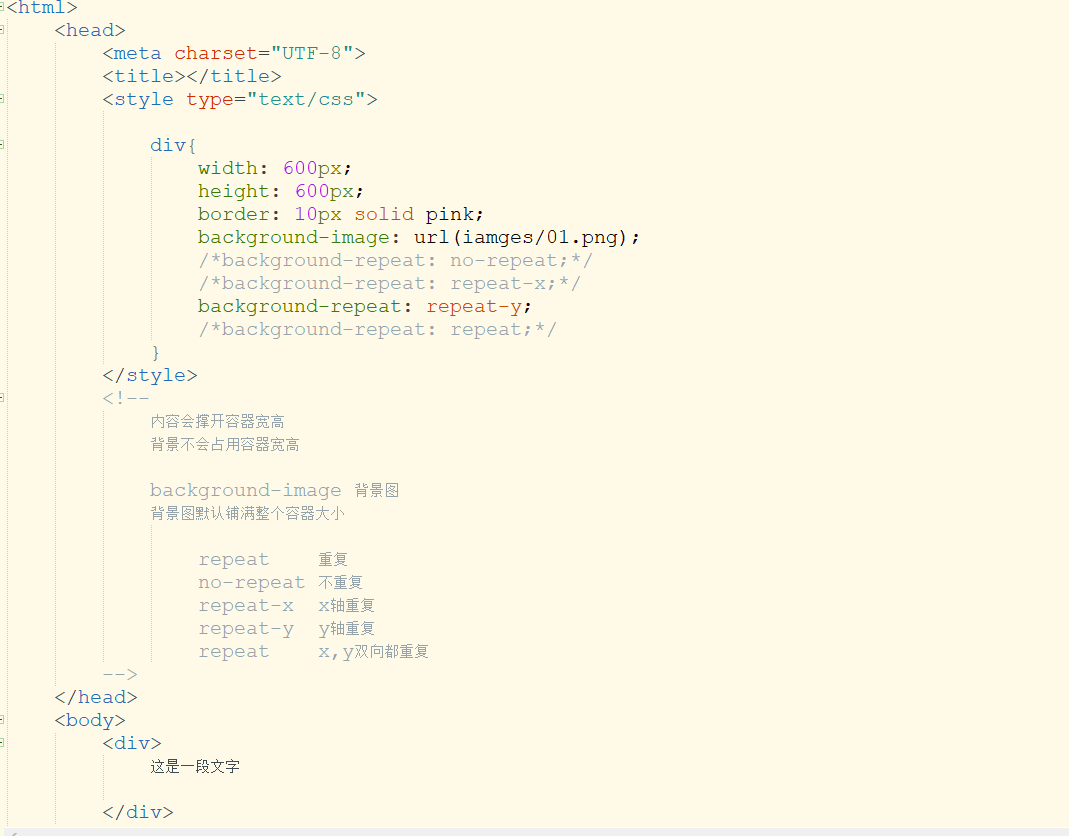 <html>
<head>
<meta charset="UTF-8">
<title></title>
<style type="text/css">
div{
width: 600px;
height: 600px;
border: 10px solid pink;
background-image: url(iamges/01.png);
/*background-repeat: no-repeat;*/
/*background-repeat: repeat-x;*/
background-repeat: repeat-y;
/*background-repeat: repeat;*/
}
</style>
<!--
内容会撑开容器宽高
背景不会占用容器宽高
background-image 背景图
背景图默认铺满整个容器大小
repeat 重复
no-repeat 不重复
repeat-x x轴重复
repeat-y y轴重复
repeat x,y双向都重复
-->
</head>
<body>
<div>
这是一段文字
</div>